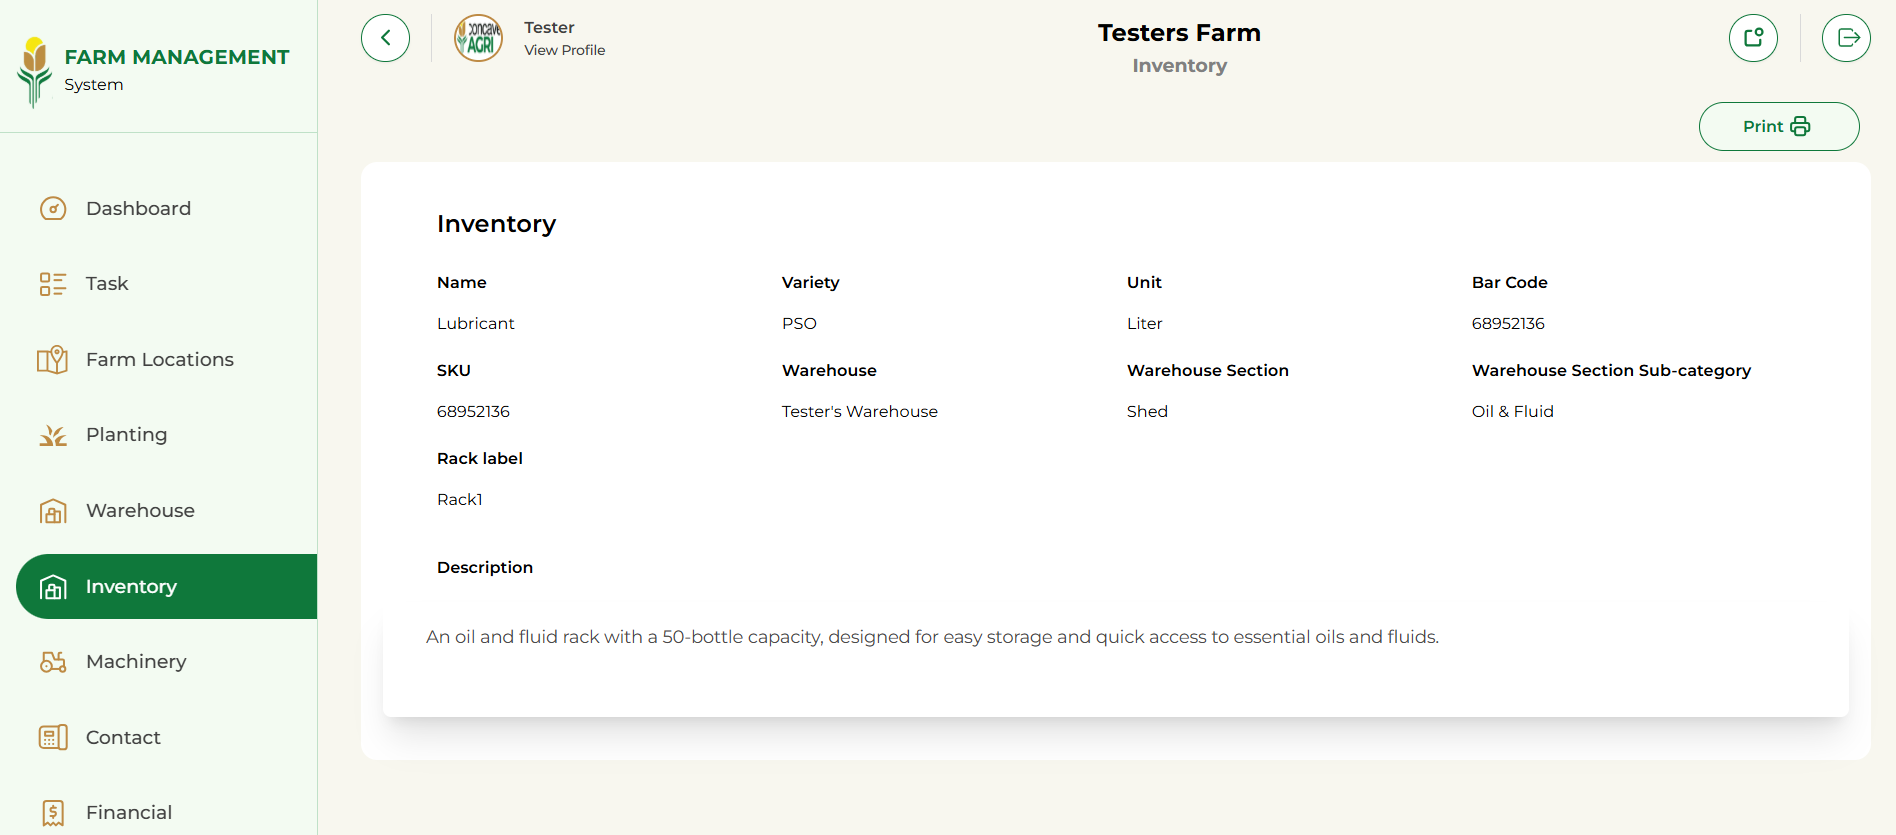 FARM MANAGEMENT
System
Dashboard
Task
Farm Locations
Planting
Warehouse
Inventory
Machinery
Contact
Financial
CONCAVE
AGRI
Tester
View Profile
Testers Farm
Inventory
Print
Inventory
Name Variety Unit Bar Code
Lubricant PSO Liter 68952136
SKU Warehouse Warehouse Section Warehouse Section Sub-category
68952136 Tester's Warehouse Shed Oil & Fluid
Rack label
Rack1
Description
An oil and fluid rack with a 50-bottle capacity, designed for easy storage and quick access to essential oils and fluids.